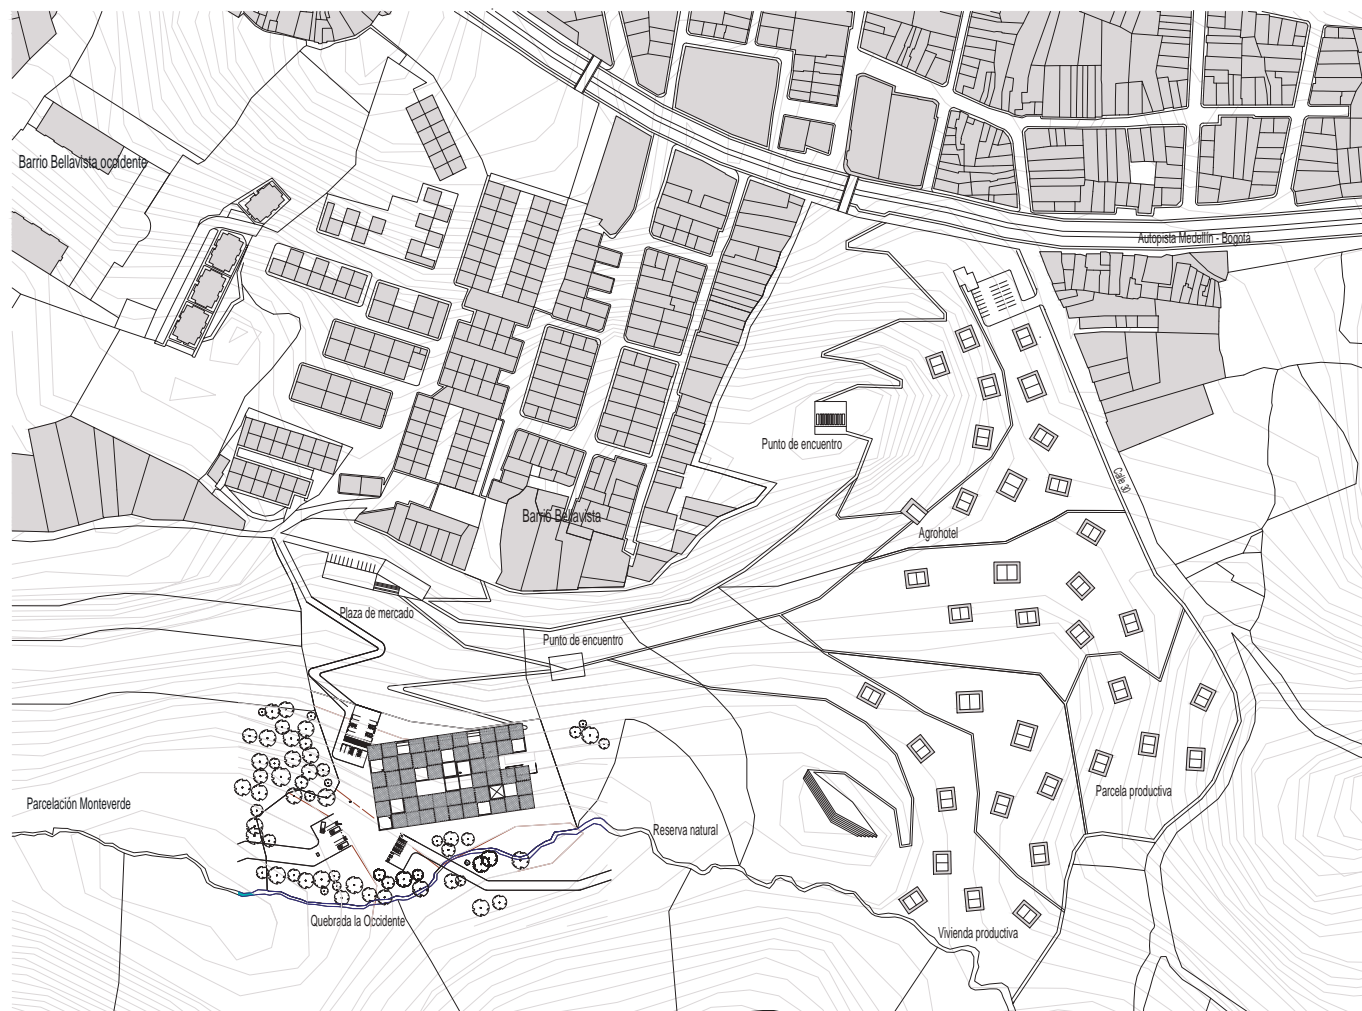 Barrio Bellavista occidente
Autopista Medellín - Bogotá
Punto de encuentro
Calle 30
Barrio Bellavista
Agrohotel
Plaza de mercado
Punto de encuentro
Parcela productiva
Parcelación Monteverde
Reserva natural
Quebrada la Occidente
Vivienda productiva